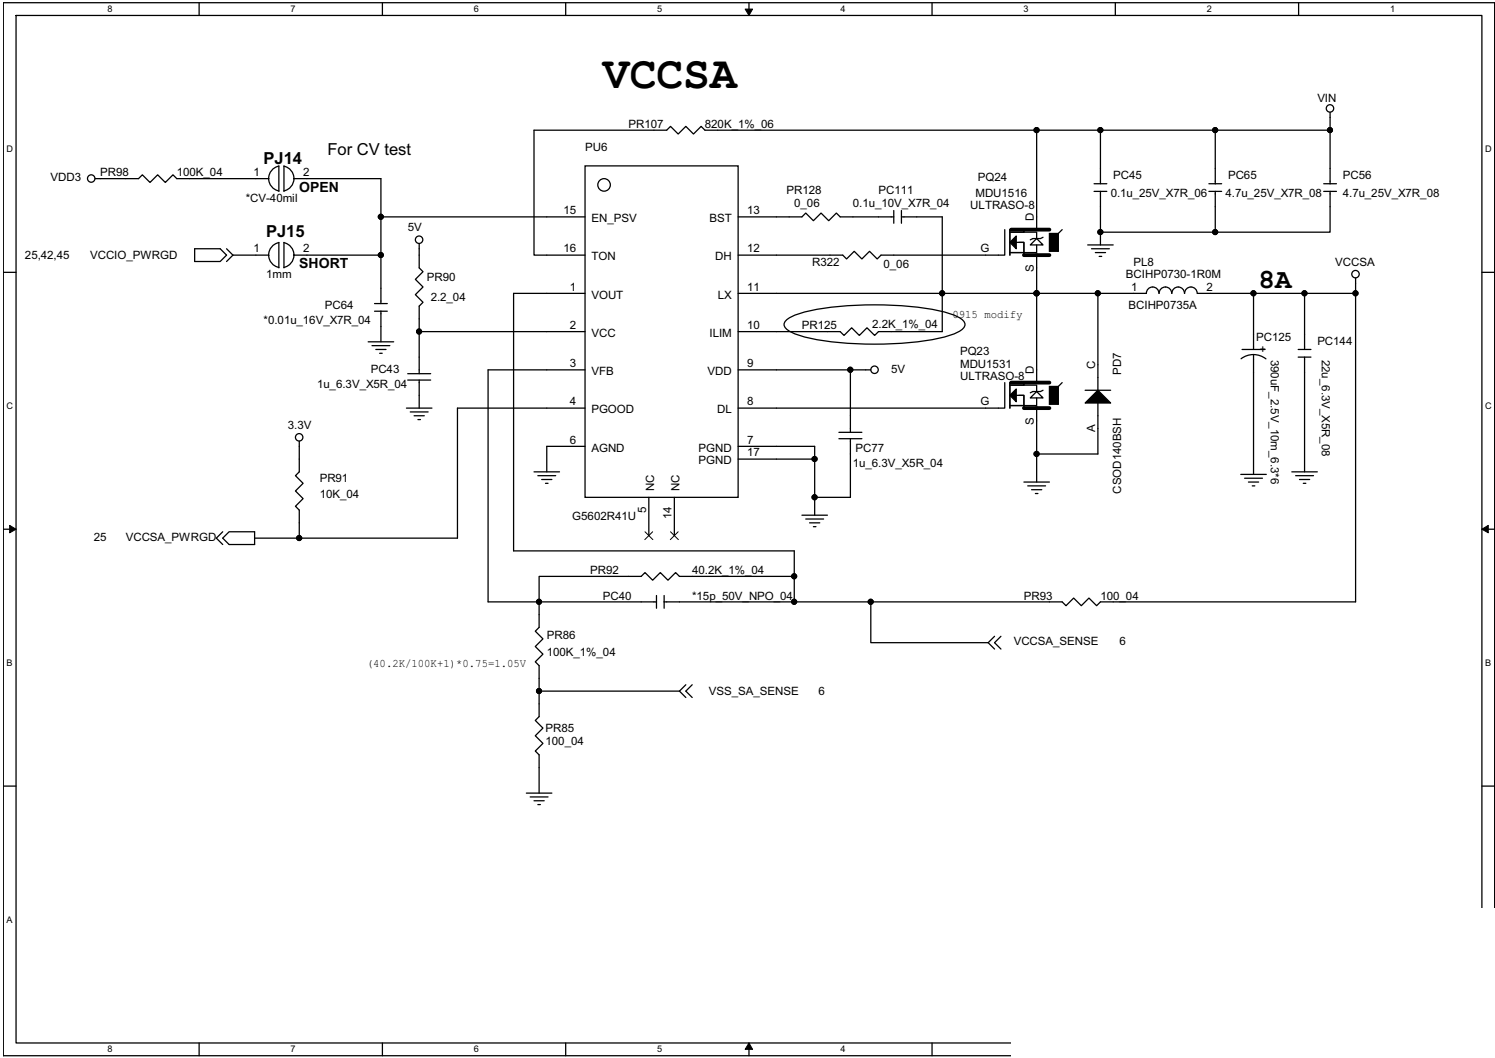 8 7 6 5 4 3 2 1
VCCSA
D
D
VIN
PR107 820K_1%_06
PU6
For CV test
PJ14
VDD3 PR98 100K_04 1 2
OPEN
*CV-40mil
PJ15
25,42,45 VCCIO_PWRGD 1 2
SHORT
1mm
PC64
*0.01u_16V_X7R_04
5V
PR90
2.2_04
PC43
1u_6.3V_X5R_04
15 EN_PSV
16 TON
1 VOUT
2 VCC
3 VFB
4 PGOOD
6 AGND
BST 13
DH 12
LX 11
ILIM 10
VDD 9
DL 8
PGND 7
PGND 17
NC 5
NC 14
G5602R41U
PR128
0_06
PC111
0.1u_10V_X7R_04
R322 0_06
PR125 2.2K_1%_04
0915 modify
5V
PC77
1u_6.3V_X5R_04
PQ24
MDU1516
ULTRASO-8
D
G
S
PQ23
MDU1531
ULTRASO-8
D
G
S
PC45
0.1u_25V_X7R_06
PC65
4.7u_25V_X7R_08
PC56
4.7u_25V_X7R_08
PL8
BCIHP0730-1R0M
1 2
BCIHP0735A
8A
VCCSA
C
PD7
A
CSOD140BSH
PC125
+
390uF_2.5V_10m_6.3*6
PC144
22u_6.3V_X5R_08
C
C
3.3V
PR91
10K_04
25 VCCSA_PWRGD
PR92 40.2K_1%_04
PC40 *15p_50V_NPO_04
PR93 100_04
VCCSA_SENSE 6
PR86
100K_1%_04
(40.2K/100K+1)*0.75=1.05V
B
B
VSS_SA_SENSE 6
PR85
100_04
A
8 7 6 5 4